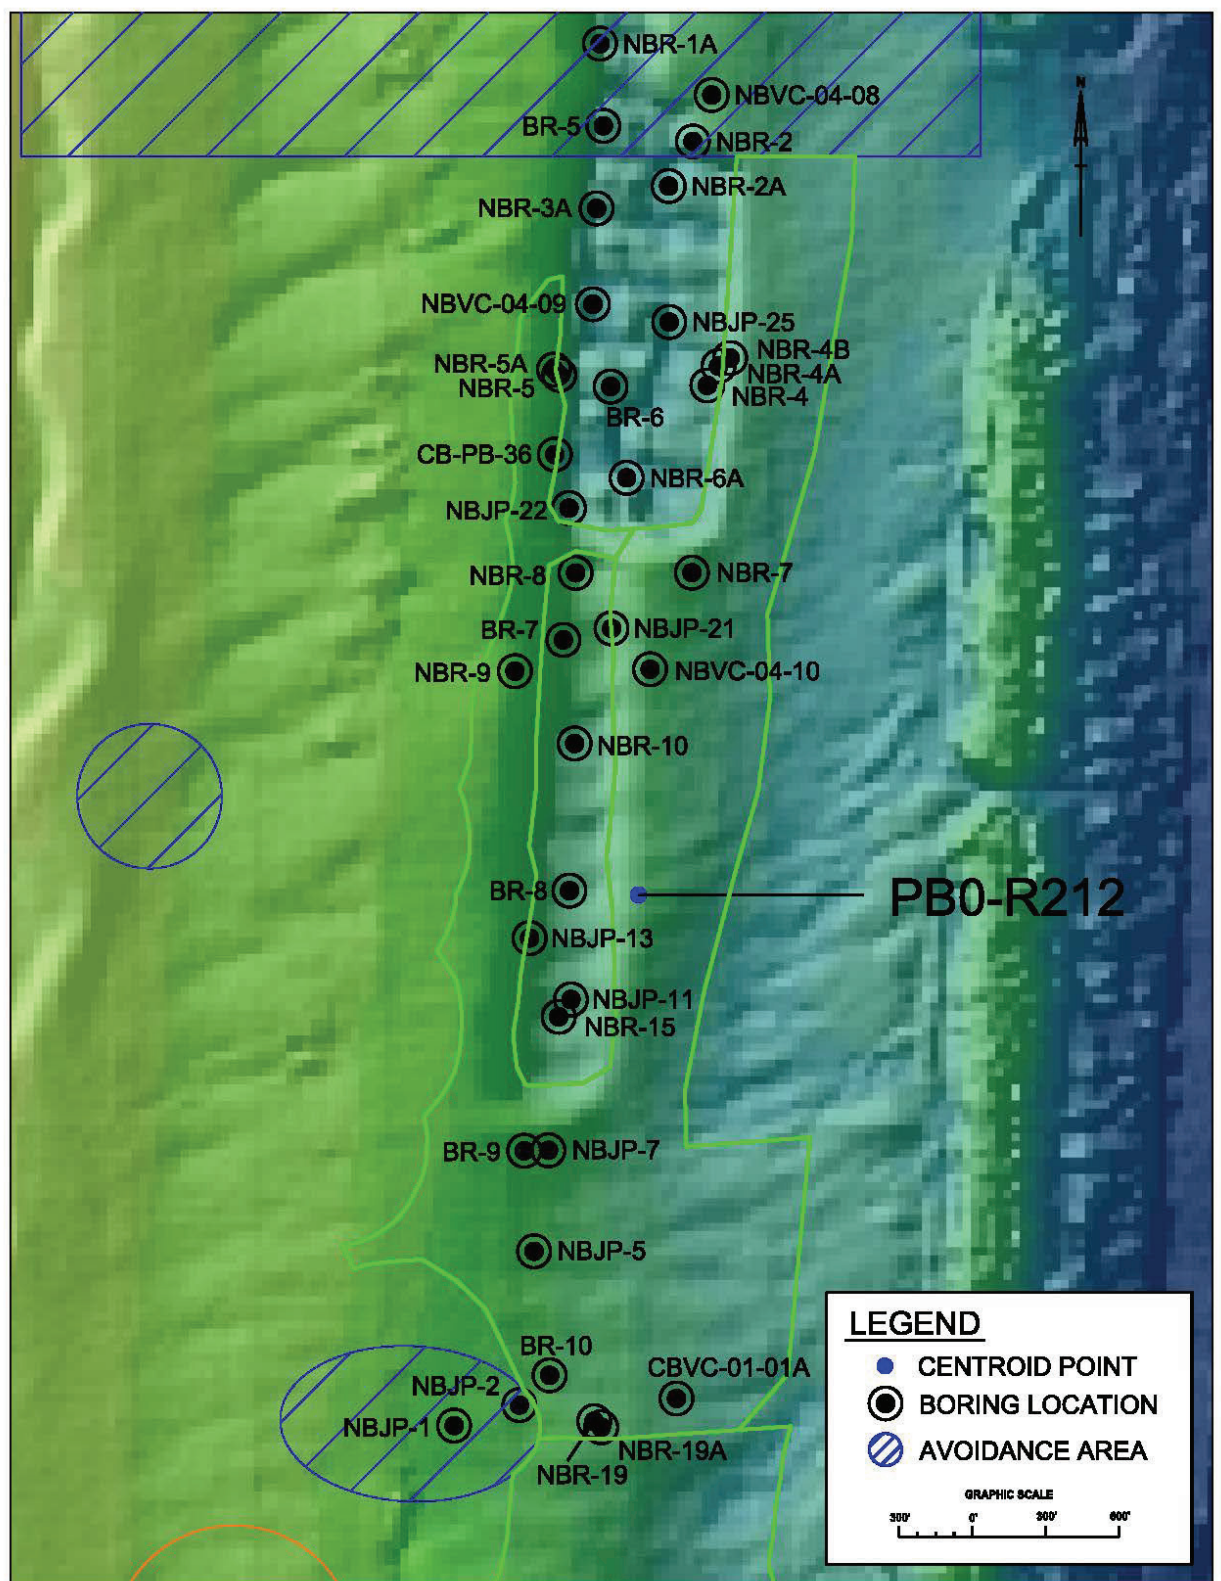 NBR-1A
NBVC-04-08
BR-5
NBR-2
N
NBR-2A
NBR-3A
NBVC-04-09
NBJP-25
NBR-4B
NBR-5A
NBR-4A
NBR-5
NBR-4
BR-6
CB-PB-36
NBR-6A
NBJP-22
NBR-8
NBR-7
BR-7
NBJP-21
NBR-9
NBVC-04-10
NBR-10
BR-8
PB0-R212
NBJP-13
NBJP-11
NBR-15
BR-9
NBJP-7
NBJP-5
BR-10
CBVC-01-01A
NBJP-2
NBJP-1
NBR-19A
NBR-19
LEGEND
CENTROID POINT
BORING LOCATION
AVOIDANCE AREA
GRAPHIC SCALE
300' 0' 300' 600'